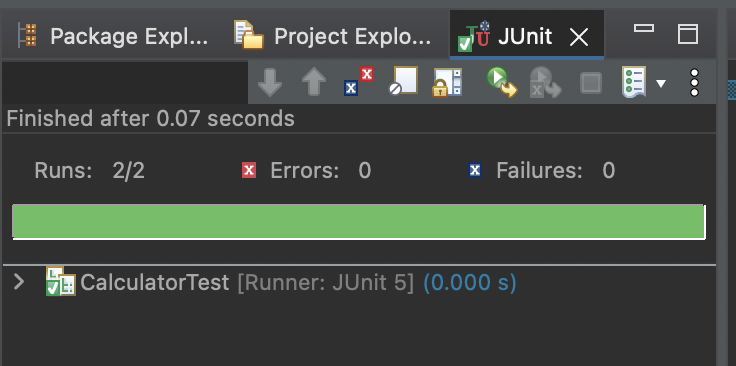 Package Expl... Project Explo... JUnit
Finished after 0.07 seconds
Runs: 2/2 Errors: 0 Failures: 0
CalculatorTest [Runner: JUnit 5] (0.000 s)